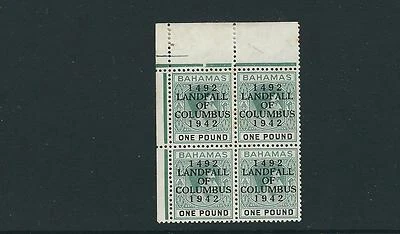 BAHAMAS BAHAMAS
1492 1492
LANDFALL LANDFALL
OF OF
COLUMBUS COLUMBUS
1942 1942
ONE POUND ONE POUND
BAHAMAS BAHAMAS
1492 1492
LANDFALL LANDFALL
OF OF
COLUMBUS COLUMBUS
1942 1942
ONE POUND ONE POUND